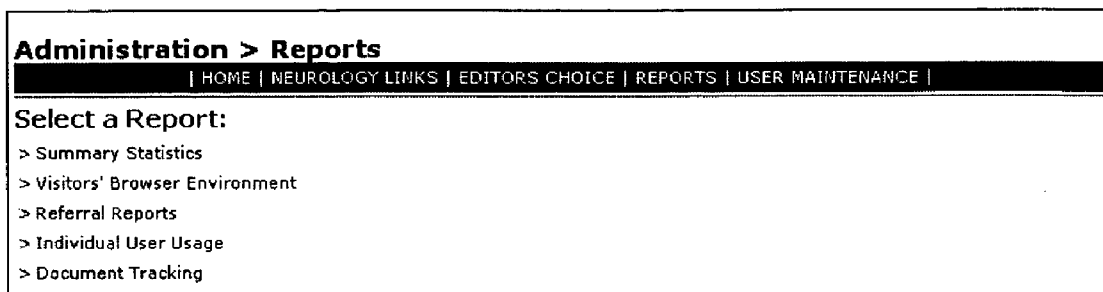 Administration > Reports
| HOME | NEUROLOGY LINKS | EDITORS CHOICE | REPORTS | USER MAINTENANCE |
Select a Report:
> Summary Statistics
> Visitors' Browser Environment
> Referral Reports
> Individual User Usage
> Document Tracking